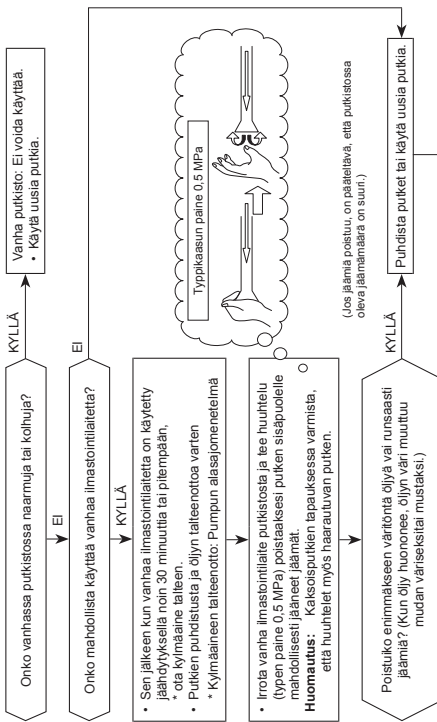 Onko vanhassa putkistossa naarmuja tai kolhuja?
KYLLÄ
Vanha putkisto: Ei voida käyttää.
• Käytä uusia putkia.
EI
Onko mahdollista käyttää vanhaa ilmastointilaitetta?
EI
KYLLÄ
• Sen jälkeen kun vanhaa ilmastointilaitetta on käytetty
jäähdytyksellä noin 30 minuuttia tai pitempään,
* ota kylmäaine talteen.
• Putkien puhdistusta ja öljyn talteenottoa varten
* Kylmäaineen talteenotto: Pumpun alasajomenetelmä
Typpikaasun paine 0,5 MPa
• Irrota vanha ilmastointilaite putkistosta ja tee huuhtelu
(typen paine 0,5 MPa) poistaaksesi putken sisäpuolelle
mahdollisesti jääneet jäämät.
Huomautus: Kaksoisputkien tapauksessa varmista,
että huuhtelet myös haarautuvan putken.
Poistuiko enimmäkseen väritöntä öljyä vai runsaasti
jäämiä? (Kun öljy huononee, öljyn väri muuttuu
mudan väriseksitai mustaksi.)
KYLLÄ
(Jos jäämiä poistuu, on pääteltävä, että putkistossa
oleva jäämämäärä on suuri.)
Puhdista putket tai käytä uusia putkia.